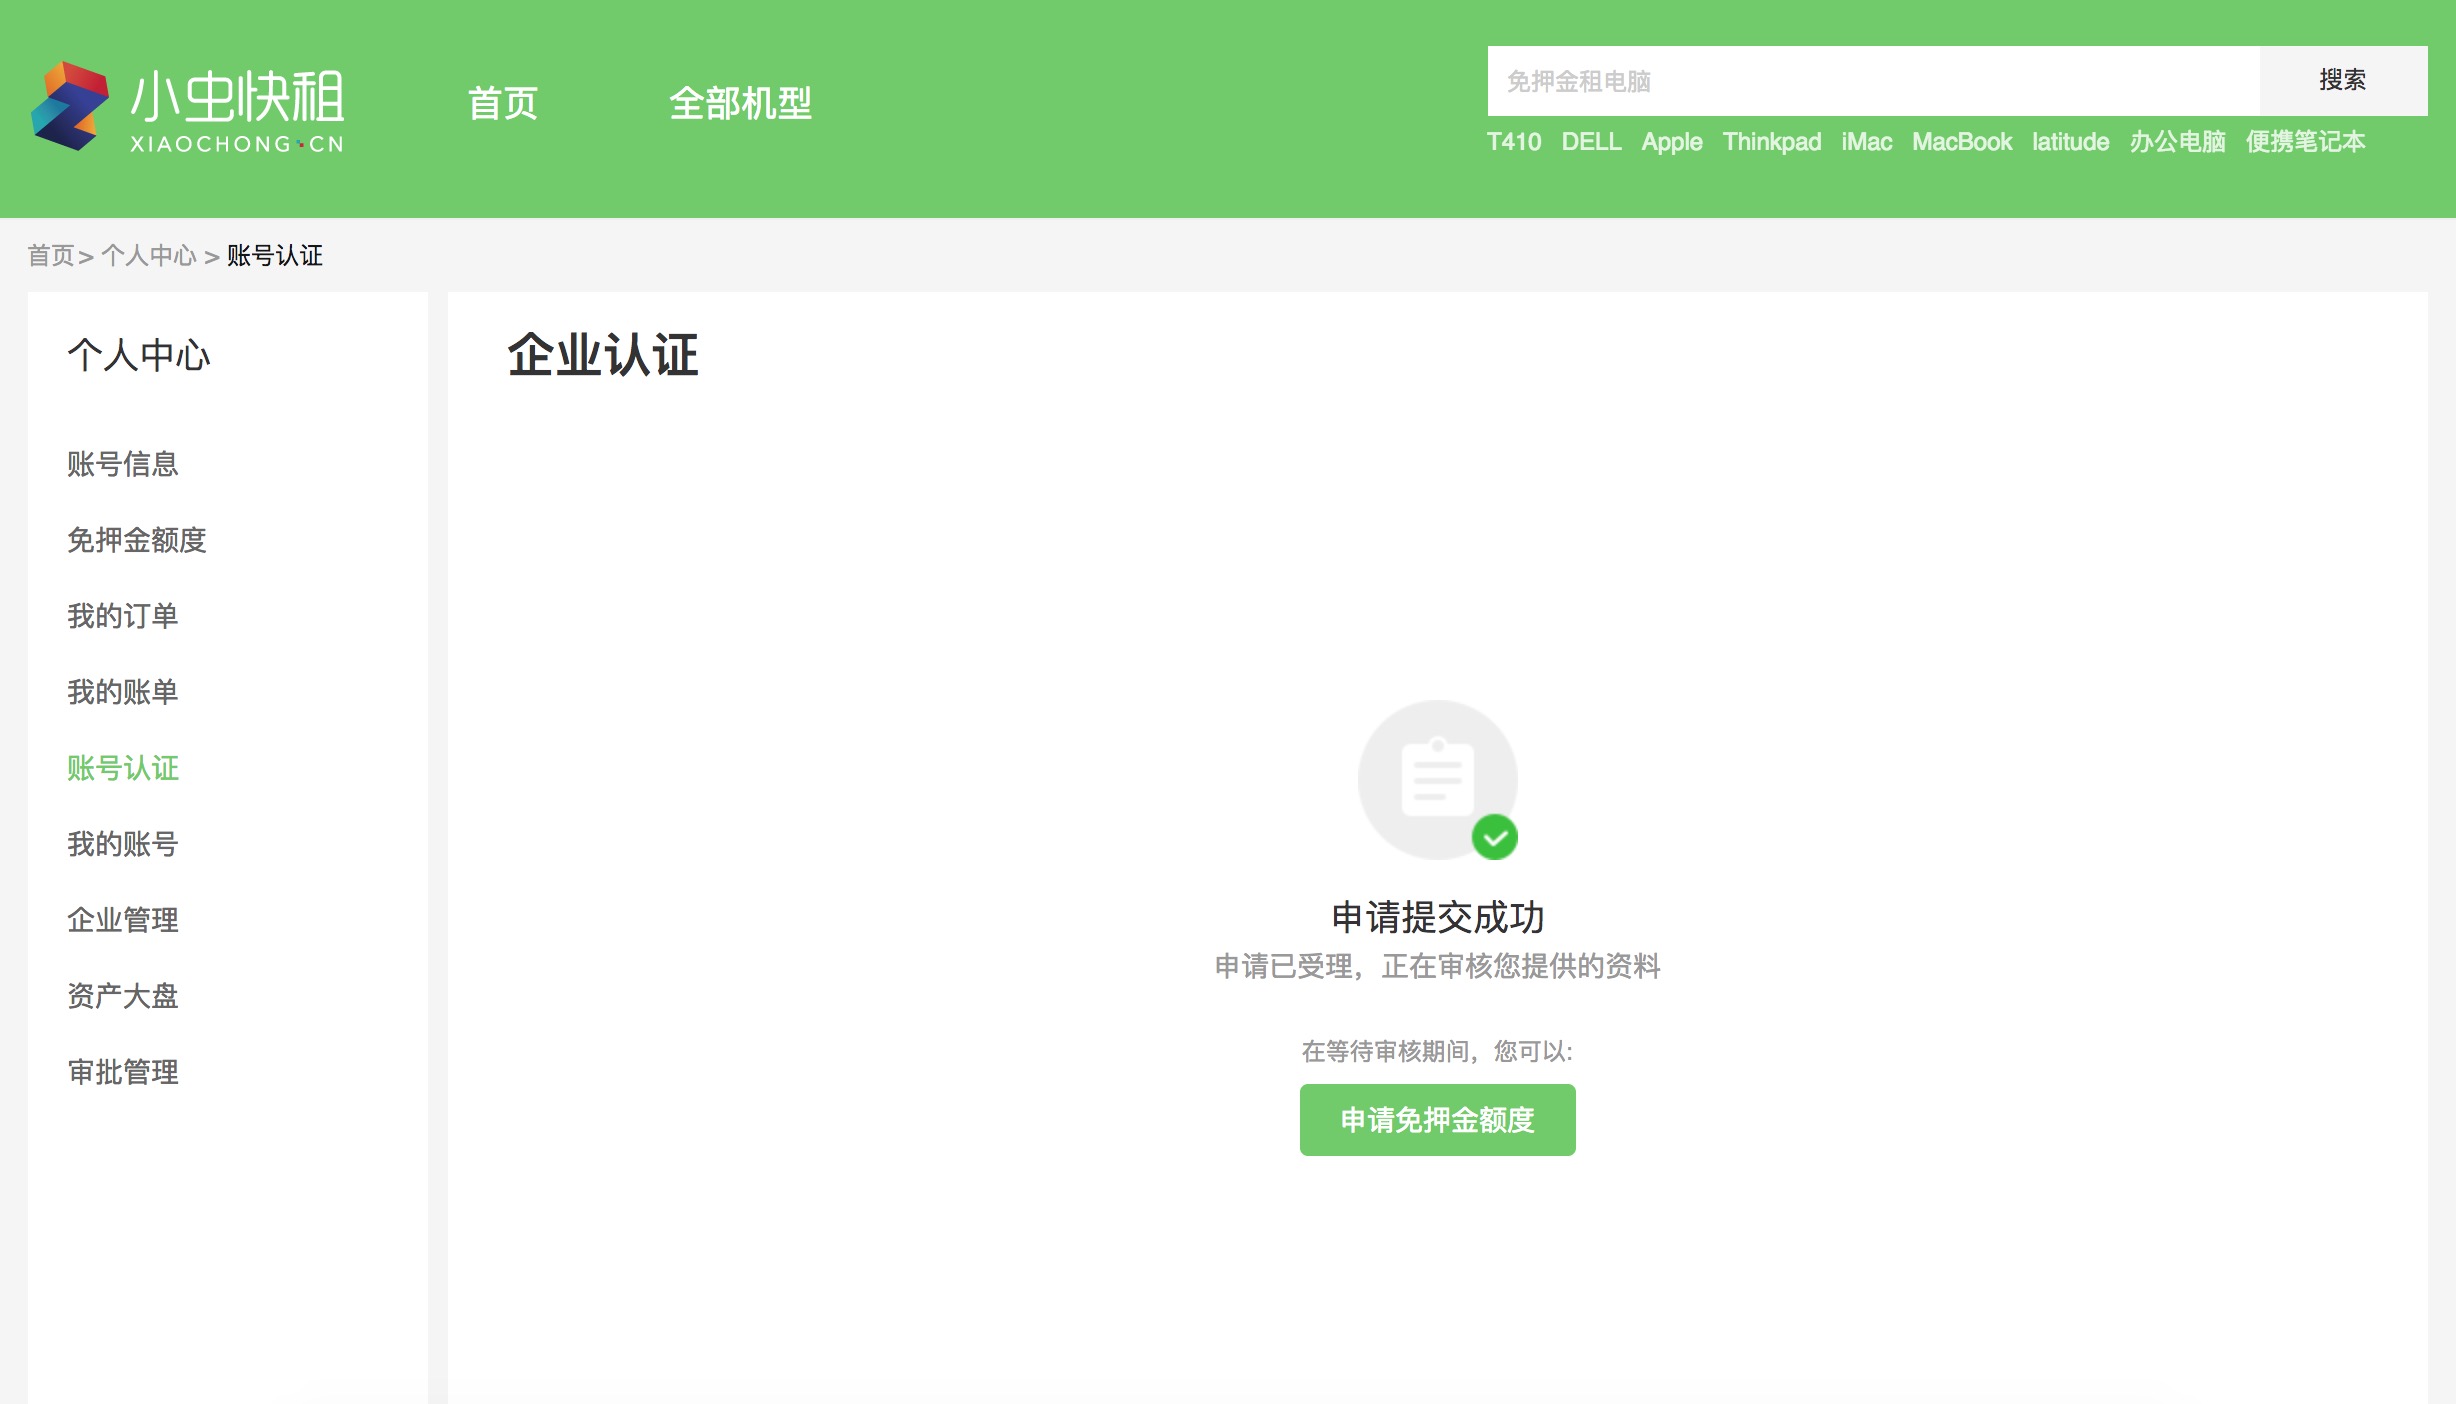 小虫快租
XIAOCHONG.CN
首页
全部机型
免押金租电脑
搜索
T410 DELL Apple Thinkpad iMac MacBook latitude 办公电脑 便携笔记本
首页 > 个人中心 > 账号认证
个人中心
账号信息
免押金额度
我的订单
我的账单
账号认证
我的账号
企业管理
资产大盘
审批管理
企业认证
申请提交成功
申请已受理，正在审核您提供的资料
在等待审核期间，您可以:
申请免押金额度